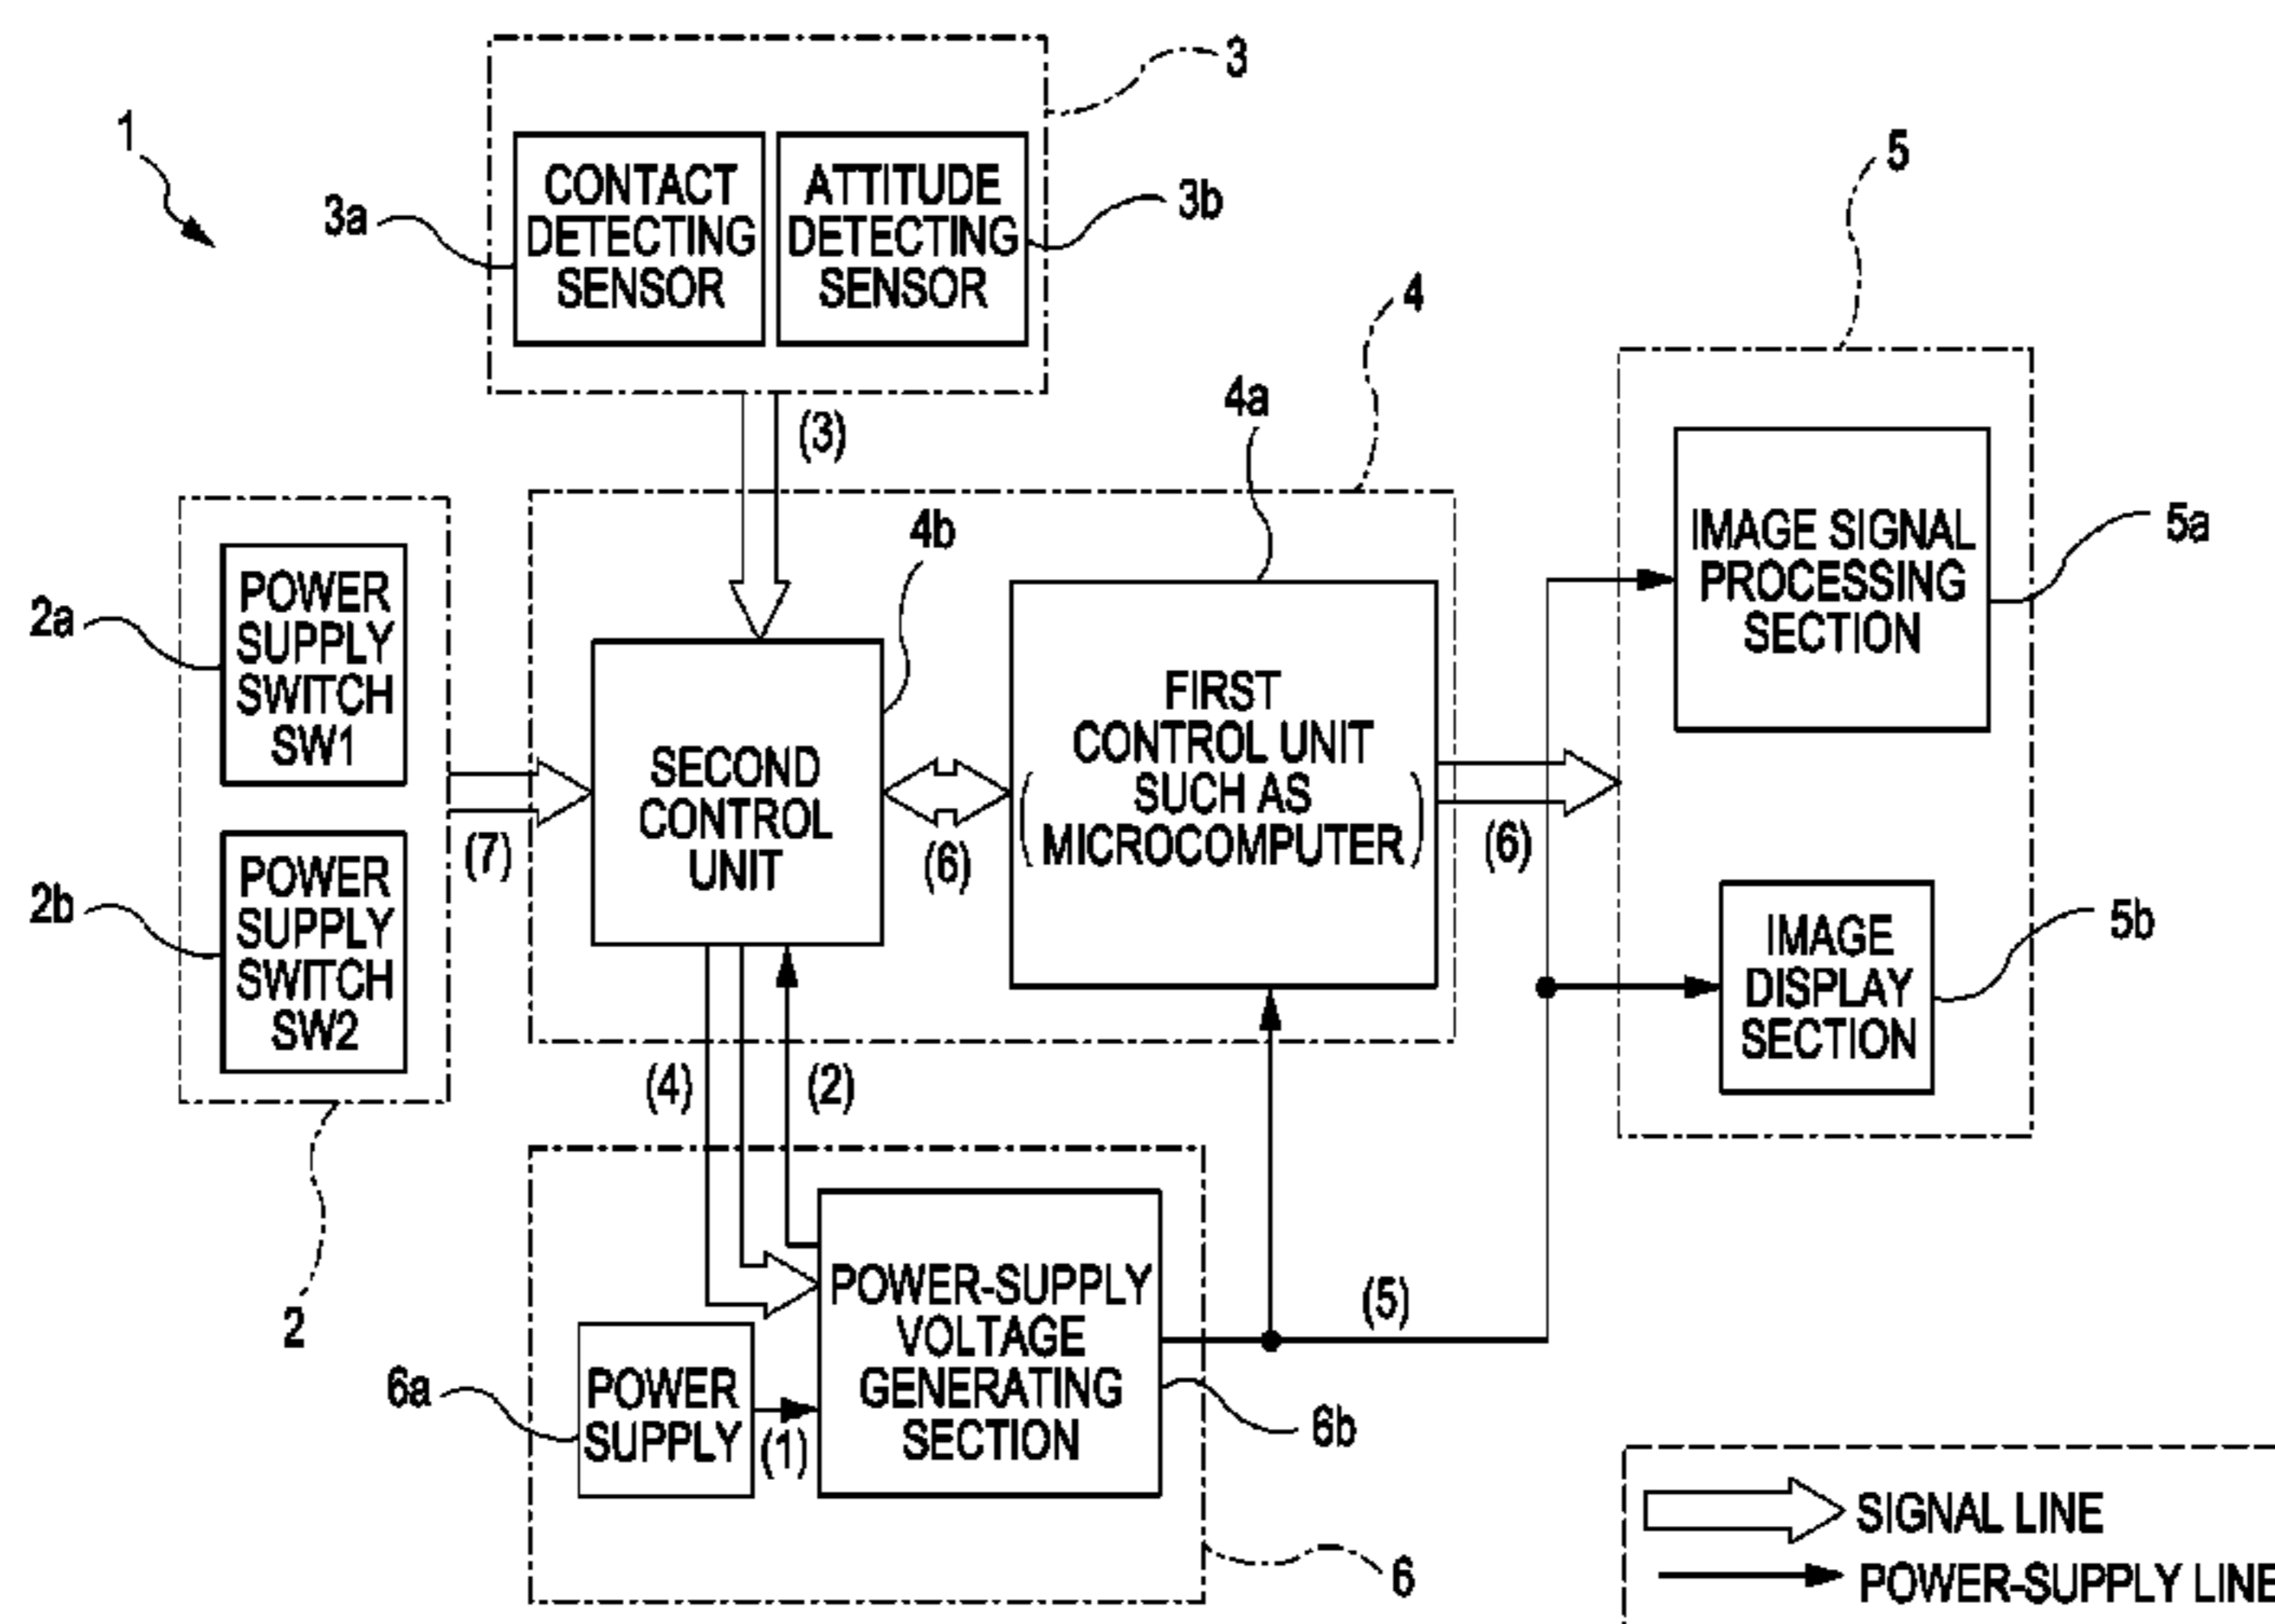 1
3
CONTACT
DETECTING
SENSOR
ATTITUDE
DETECTING
SENSOR
3a
3b
(3)
5
4
4a
4b
2a
POWER
SUPPLY
SWITCH
SW1
2b
POWER
SUPPLY
SWITCH
SW2
2
(7)
SECOND
CONTROL
UNIT
(6)
FIRST
CONTROL UNIT
(SUCH AS
MICROCOMPUTER)
(6)
IMAGE SIGNAL
PROCESSING
SECTION
5a
IMAGE
DISPLAY
SECTION
5b
(4)
(2)
6a
POWER
SUPPLY
(1)
POWER-SUPPLY
VOLTAGE
GENERATING
SECTION
6b
(5)
6
SIGNAL LINE
POWER-SUPPLY LINE